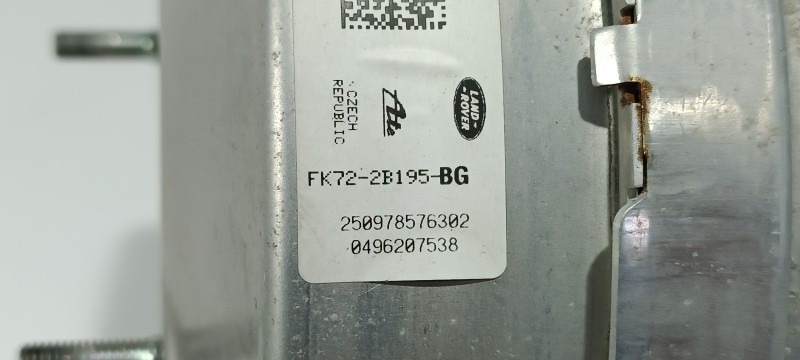 LAND-
ROVER
Ate
CZECH
REPUBLIC
FK72-2B195-BG
250978576302
0496207538